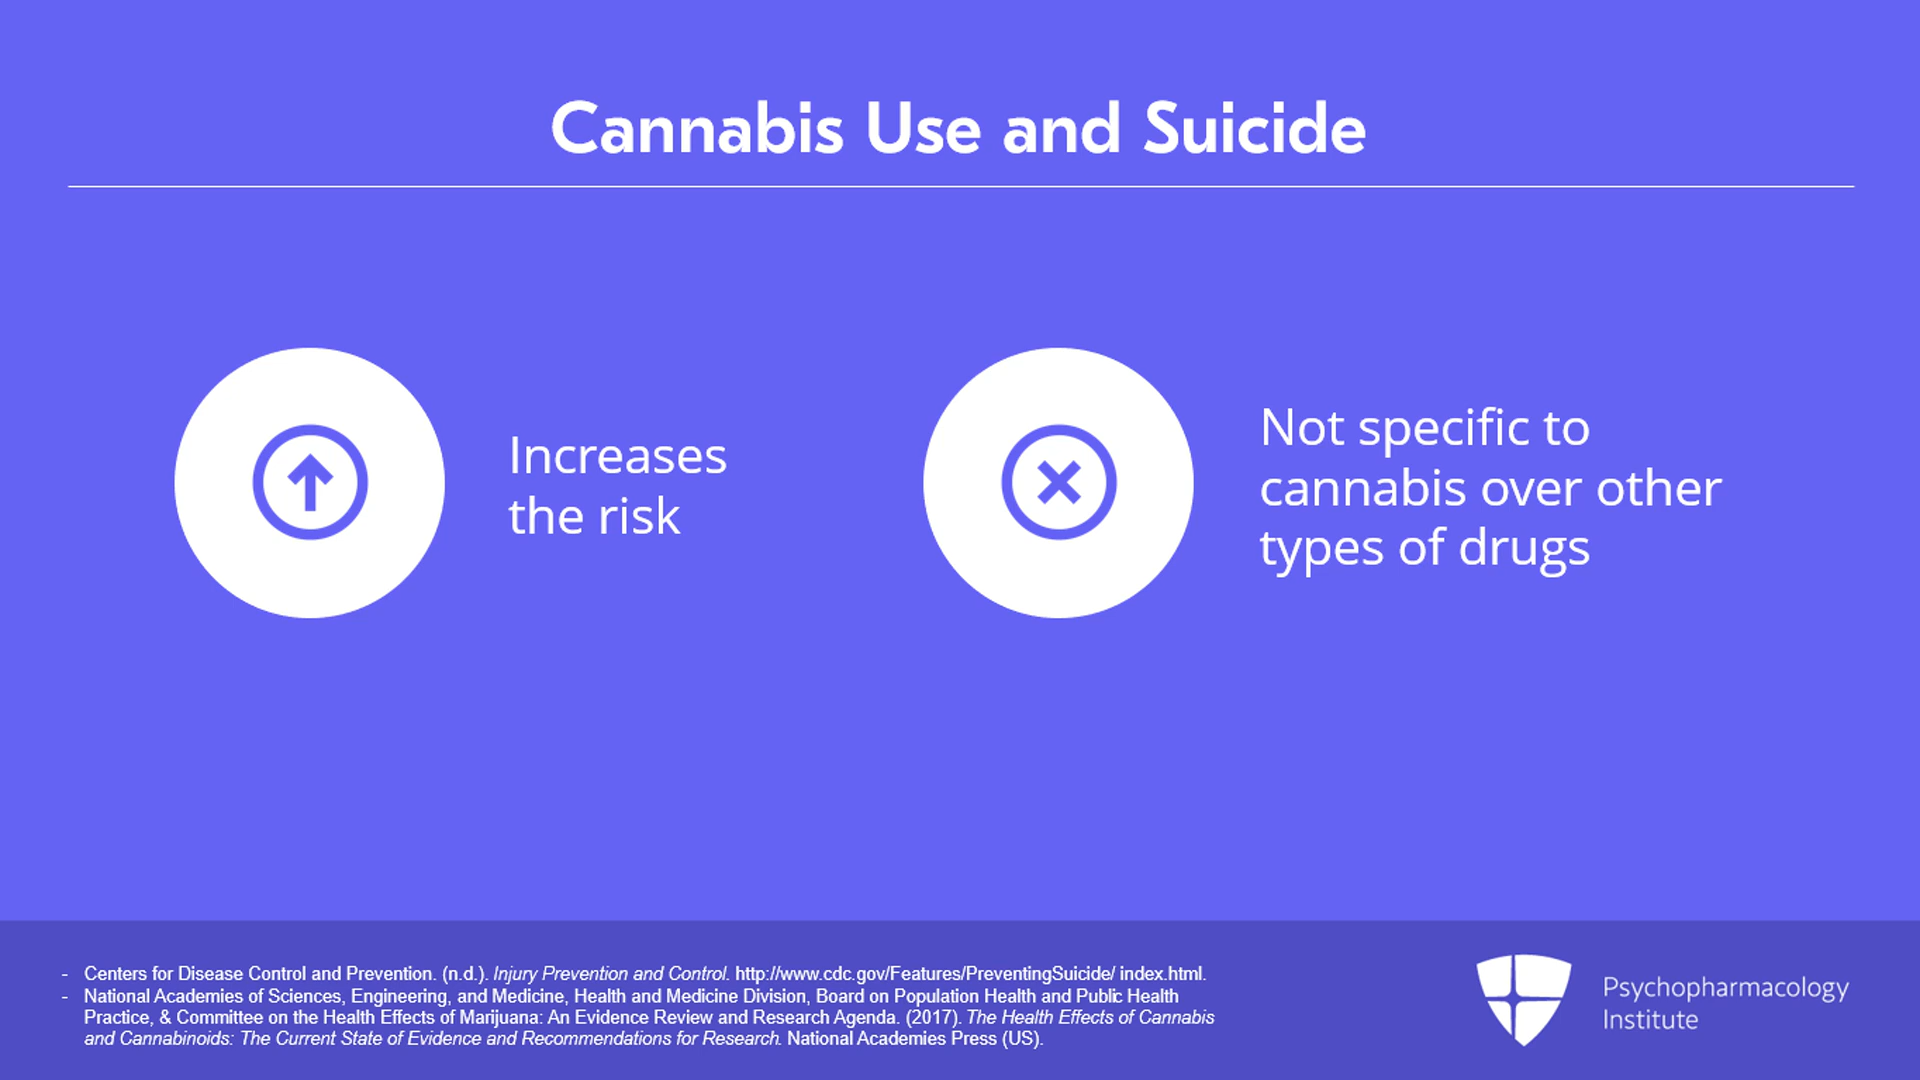 Cannabis Use and Suicide
Increases
the risk
Not specific to
cannabis over other
types of drugs
- Centers for Disease Control and Prevention. (n.d.). Injury Prevention and Control. http://www.cdc.gov/Features/PreventingSuicide/ index.html.
- National Academies of Sciences, Engineering, and Medicine, Health and Medicine Division, Board on Population Health and Public Health
Practice, & Committee on the Health Effects of Marijuana: An Evidence Review and Research Agenda. (2017). The Health Effects of Cannabis
and Cannabinoids: The Current State of Evidence and Recommendations for Research. National Academies Press (US).
Psychopharmacology
Institute